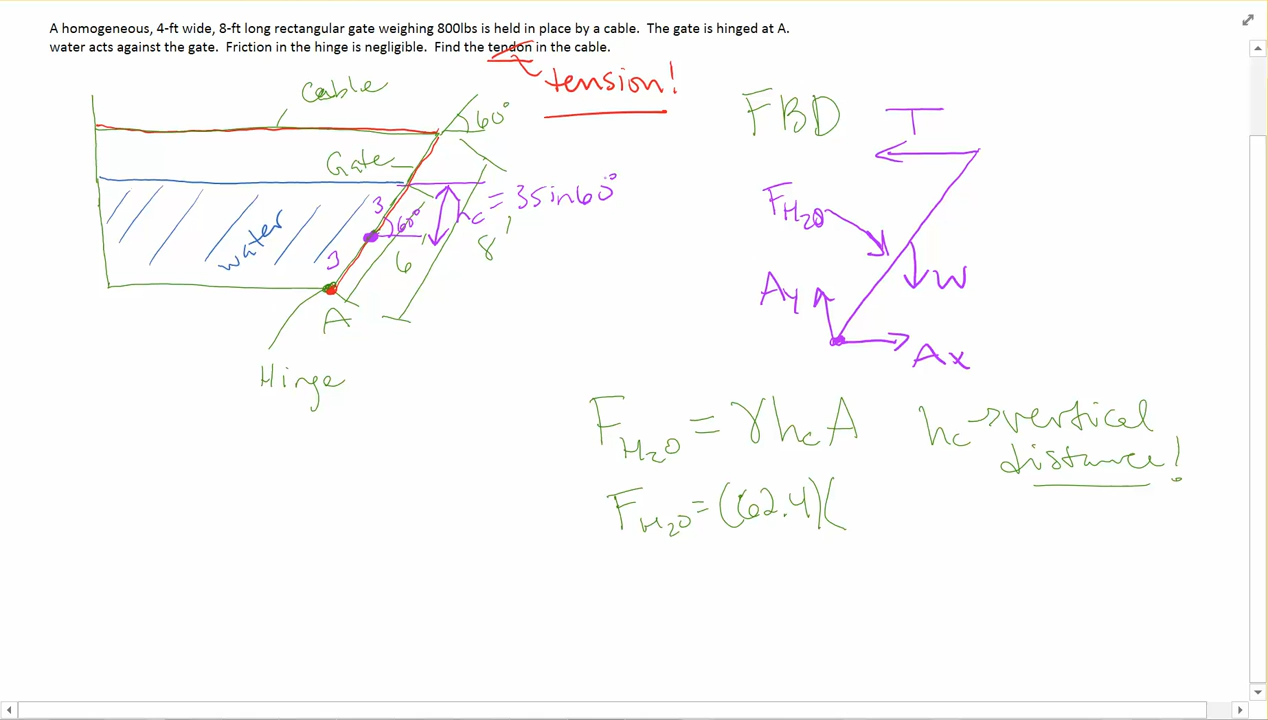 A homogeneous, 4-ft wide, 8-ft long rectangular gate weighing 800lbs is held in place by a cable. The gate is hinged at A.
water acts against the gate. Friction in the hinge is negligible. Find the tendon in the cable.
tension!
Cable
60°
Gate
water
3
3
60°
6'
8'
hc = 3sin60°
A
Hinge
FBD
T
FH₂O
W
Ay
Ax
FH₂O = γhcA
hc → vertical
distance!
FH₂O = (62.4)(